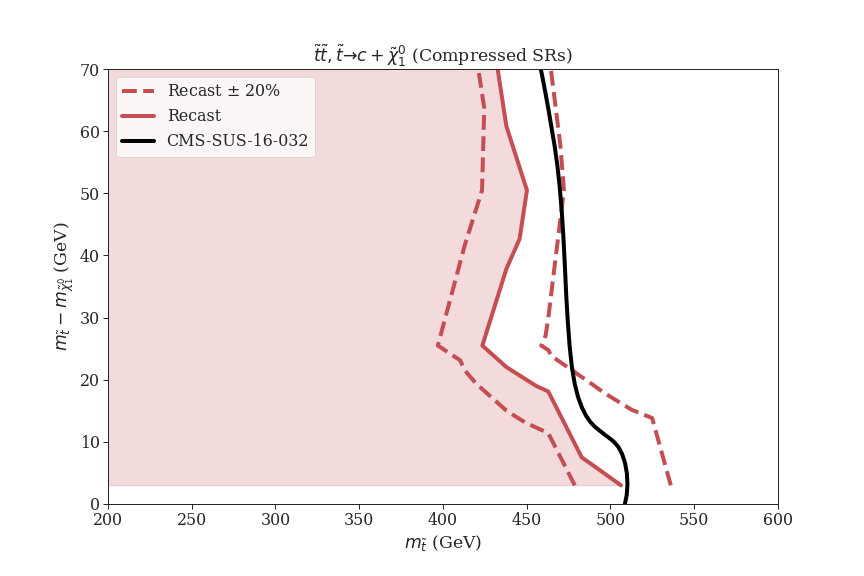 t̃t̃, t̃→c + χ̃₁⁰ (Compressed SRs)
Recast ± 20%
Recast
CMS-SUS-16-032
m_t̃ − m_χ̃₁⁰ (GeV)
70
60
50
40
30
20
10
0
200 250 300 350 400 450 500 550 600
m_t̃ (GeV)